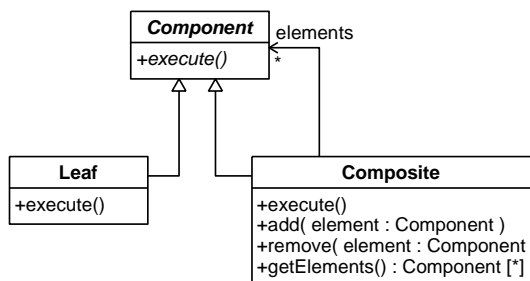 Component
+execute()
elements
*
Leaf
+execute()
Composite
+execute()
+add( element : Component )
+remove( element : Component
+getElements() : Component [*]